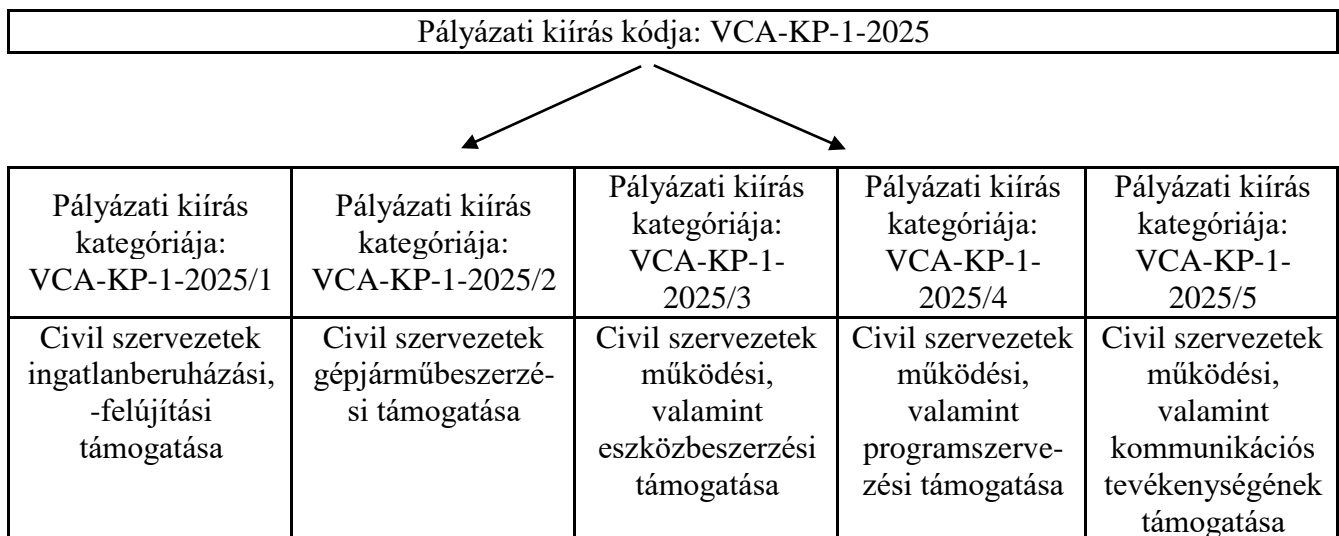 Pályázati kiírás kódja: VCA-KP-1-2025
Pályázati kiírás
kategóriája:
VCA-KP-1-2025/1
Pályázati kiírás
kategóriája:
VCA-KP-1-2025/2
Pályázati kiírás
kategóriája:
VCA-KP-1-
2025/3
Pályázati kiírás
kategóriája:
VCA-KP-1-
2025/4
Pályázati kiírás
kategóriája:
VCA-KP-1-
2025/5
Civil szervezetek
ingatlanberuházási,
-felújítási
támogatása
Civil szervezetek
gépjárműbeszerzé-
si támogatása
Civil szervezetek
működési,
valamint
eszközbeszerzési
támogatása
Civil szervezetek
működési,
valamint
programszerve-
zési támogatása
Civil szervezetek
működési,
valamint
kommunikációs
tevékenységének
támogatása